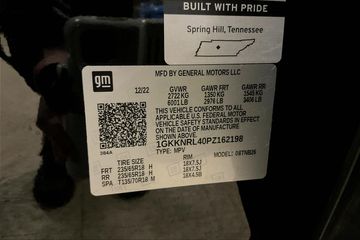 BUILT WITH PRIDE
Spring Hill, Tennessee
gm
MFD BY GENERAL MOTORS LLC
12/22 GVWR GAWR FRT GAWR RR
2722 KG 1350 KG 1545 KG
6001 LB 2976 LB 3406 LB
THIS VEHICLE CONFORMS TO ALL
APPLICABLE U.S. FEDERAL MOTOR
VEHICLE SAFETY STANDARDS IN EFFECT ON
THE DATE OF MANUFACTURE SHOWN ABOVE.
1GKKNRL40PZ162198
TYPE: MPV MODEL: 08TNB26
TIRE SIZE RIM
FRT 235/65R18 H 18X7.5J
RR 235/65R18 H 18X7.5J
SPA T135/70R18 M 18X4.5B